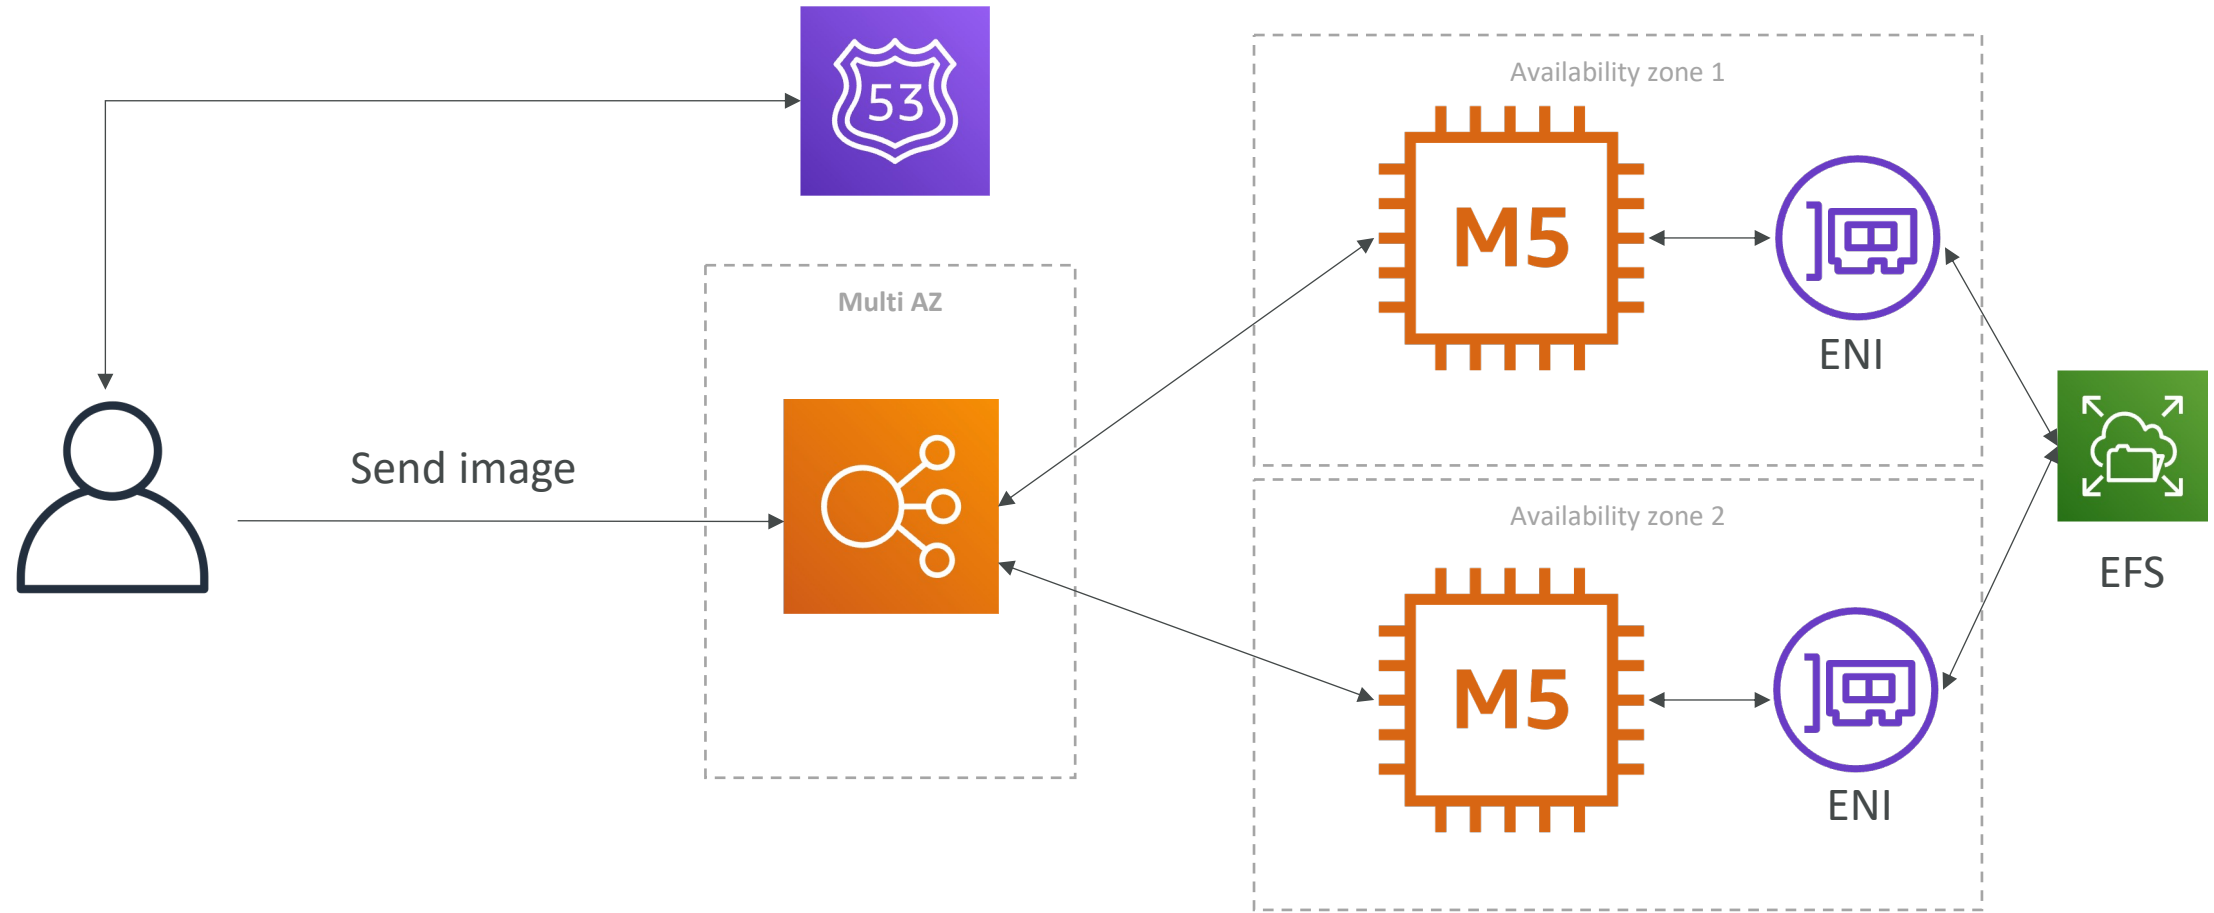 53
Availability zone 1
M5
ENI
Multi AZ
Send image
Availability zone 2
EFS
M5
ENI